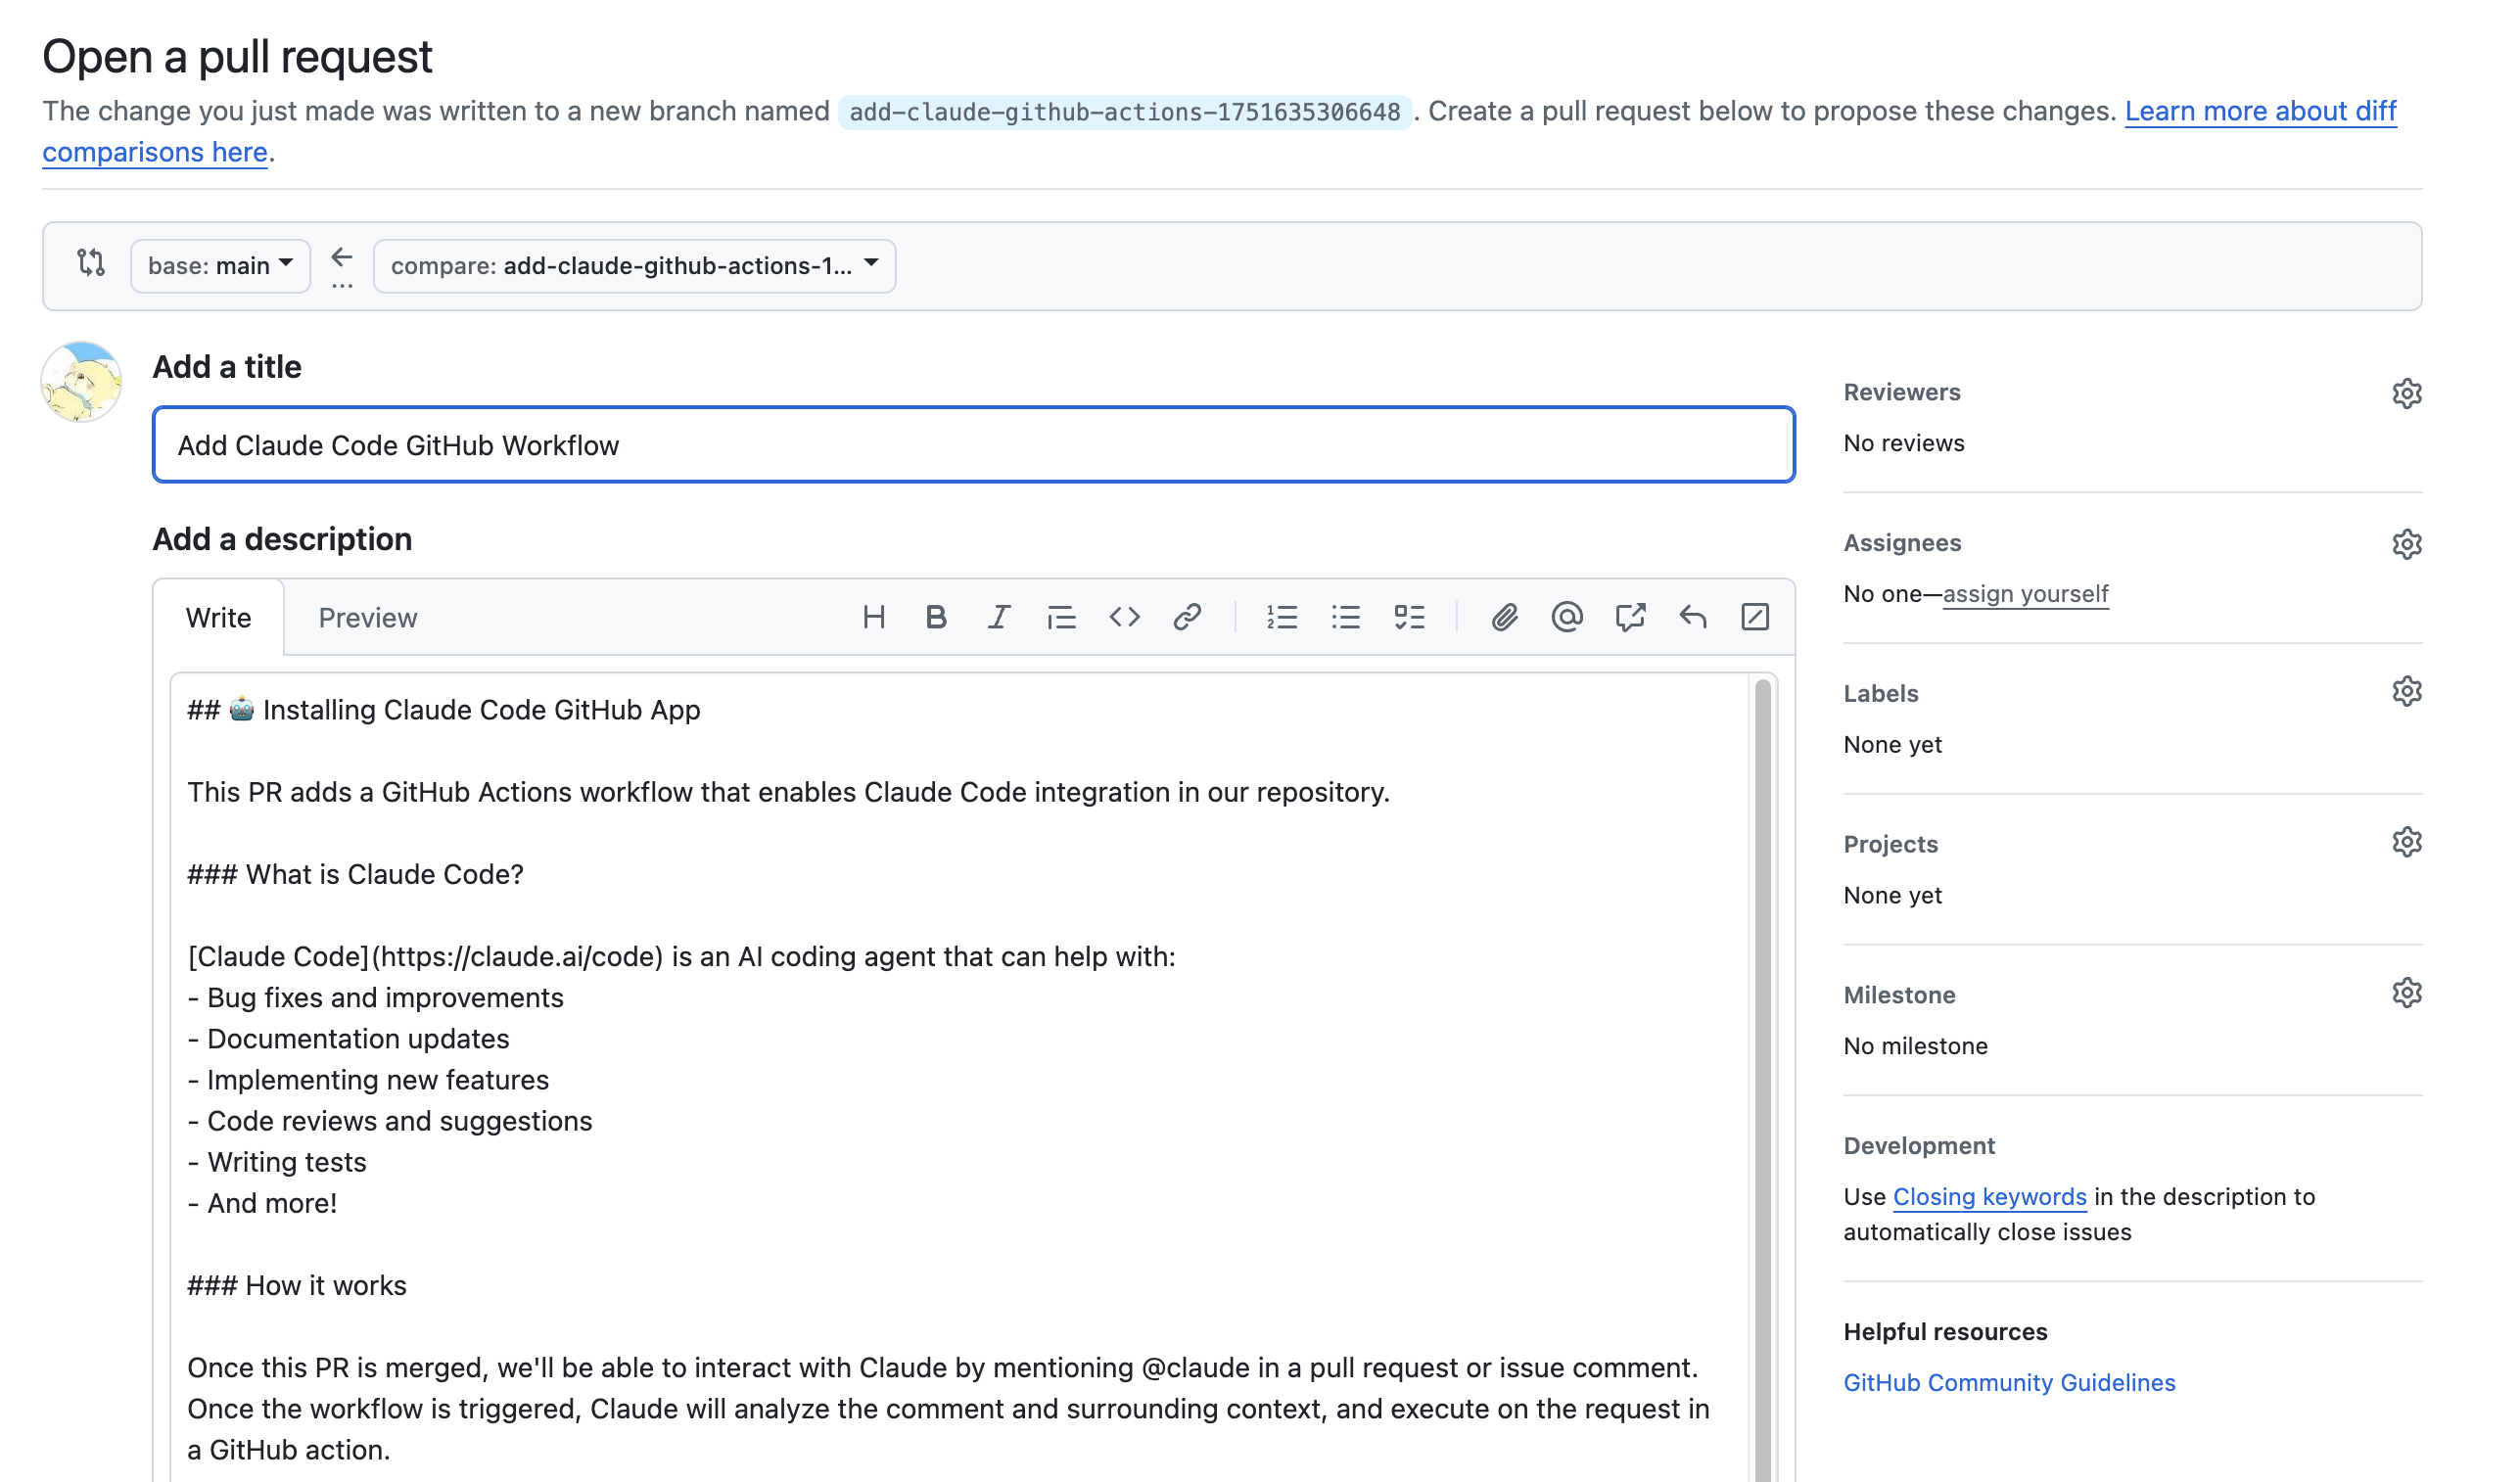 Open a pull request
The change you just made was written to a new branch named add-claude-github-actions-1751635306648. Create a pull request below to propose these changes. Learn more about diff
comparisons here.
base: main
compare: add-claude-github-actions-1...
Add a title
Add Claude Code GitHub Workflow
Add a description
Write
Preview
## 🤖 Installing Claude Code GitHub App
This PR adds a GitHub Actions workflow that enables Claude Code integration in our repository.
### What is Claude Code?
[Claude Code](https://claude.ai/code) is an AI coding agent that can help with:
- Bug fixes and improvements
- Documentation updates
- Implementing new features
- Code reviews and suggestions
- Writing tests
- And more!
### How it works
Once this PR is merged, we'll be able to interact with Claude by mentioning @claude in a pull request or issue comment.
Once the workflow is triggered, Claude will analyze the comment and surrounding context, and execute on the request in
a GitHub action.
Reviewers
No reviews
Assignees
No one—assign yourself
Labels
None yet
Projects
None yet
Milestone
No milestone
Development
Use Closing keywords in the description to
automatically close issues
Helpful resources
GitHub Community Guidelines